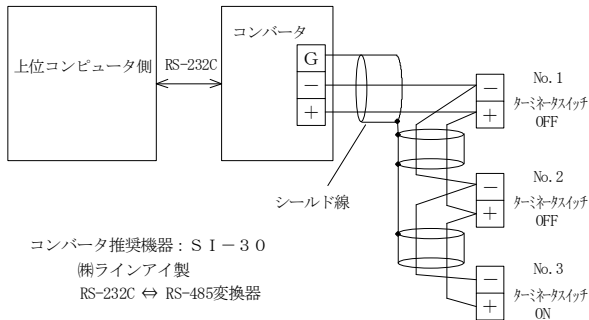 上位コンピュータ側
RS-232C
コンバータ
G
－
＋
シールド線
No.1
－
＋
ターミネータスイッチ
OFF
No.2
－
＋
ターミネータスイッチ
OFF
No.3
－
＋
ターミネータスイッチ
ON
コンバータ推奨機器：ＳＩ－３０
㈱ラインアイ製
RS-232C ⇔ RS-485変換器